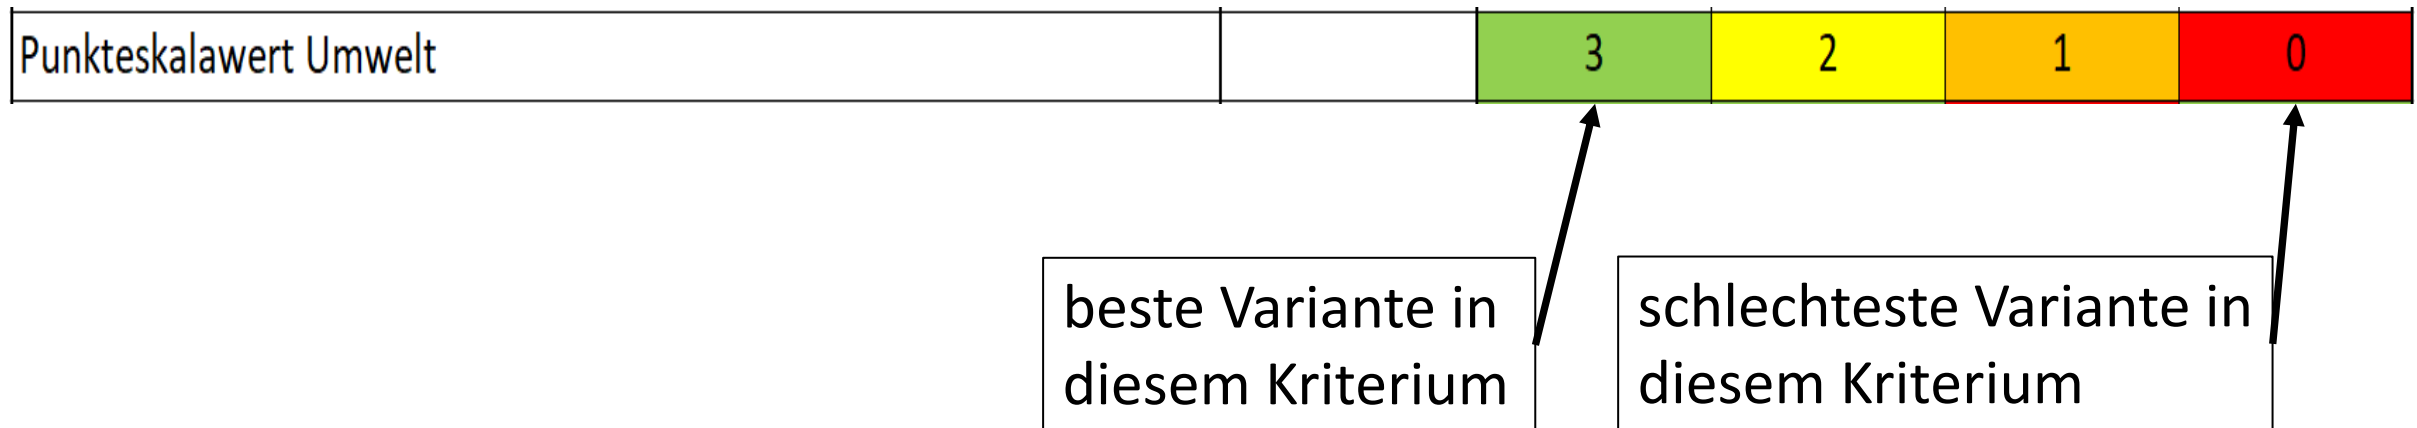 Punkteskalawert Umwelt 3 2 1 0
beste Variante in
diesem Kriterium
schlechteste Variante in
diesem Kriterium